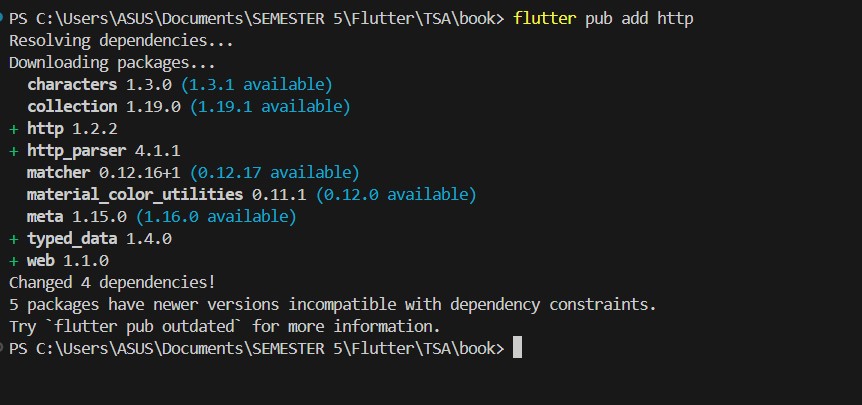 PS C:\Users\ASUS\Documents\SEMESTER 5\Flutter\TSA\book> flutter pub add http
Resolving dependencies...
Downloading packages...
  characters 1.3.0 (1.3.1 available)
  collection 1.19.0 (1.19.1 available)
+ http 1.2.2
+ http_parser 4.1.1
  matcher 0.12.16+1 (0.12.17 available)
  material_color_utilities 0.11.1 (0.12.0 available)
  meta 1.15.0 (1.16.0 available)
+ typed_data 1.4.0
+ web 1.1.0
Changed 4 dependencies!
5 packages have newer versions incompatible with dependency constraints.
Try `flutter pub outdated` for more information.
PS C:\Users\ASUS\Documents\SEMESTER 5\Flutter\TSA\book>